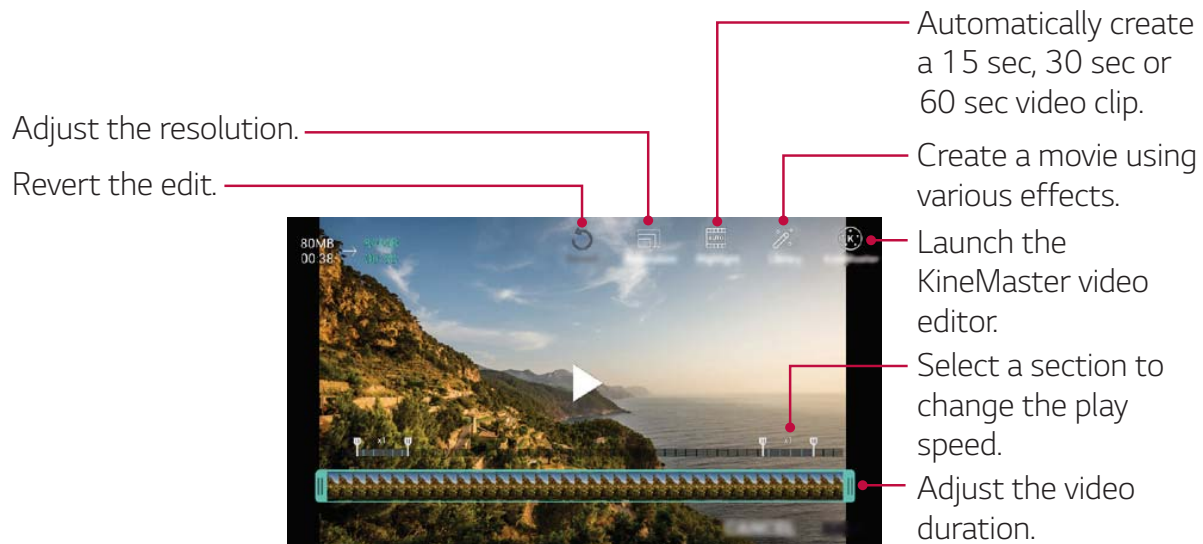 Automatically create
a 15 sec, 30 sec or
60 sec video clip.
Adjust the resolution.
Create a movie using
various effects.
Revert the edit.
80MB
00:38
→
Launch the
KineMaster video
editor.
Select a section to
change the play
speed.
x1
x1
Adjust the video
duration.
CANCEL